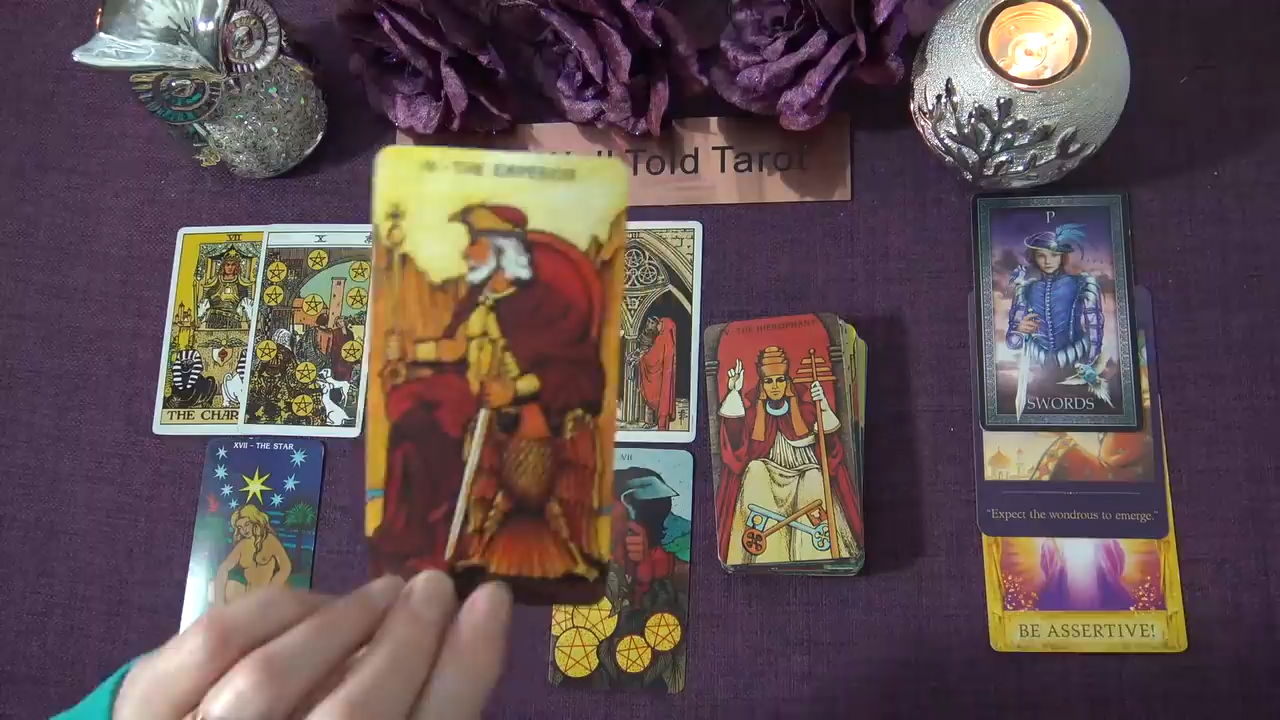 Told Tarot
IV - THE EMPEROR
VII
THE CHAR
X
XVII - THE STAR
VII
V - THE HIEROPHANT
P
SWORDS
"Expect the wondrous to emerge."
BE ASSERTIVE!